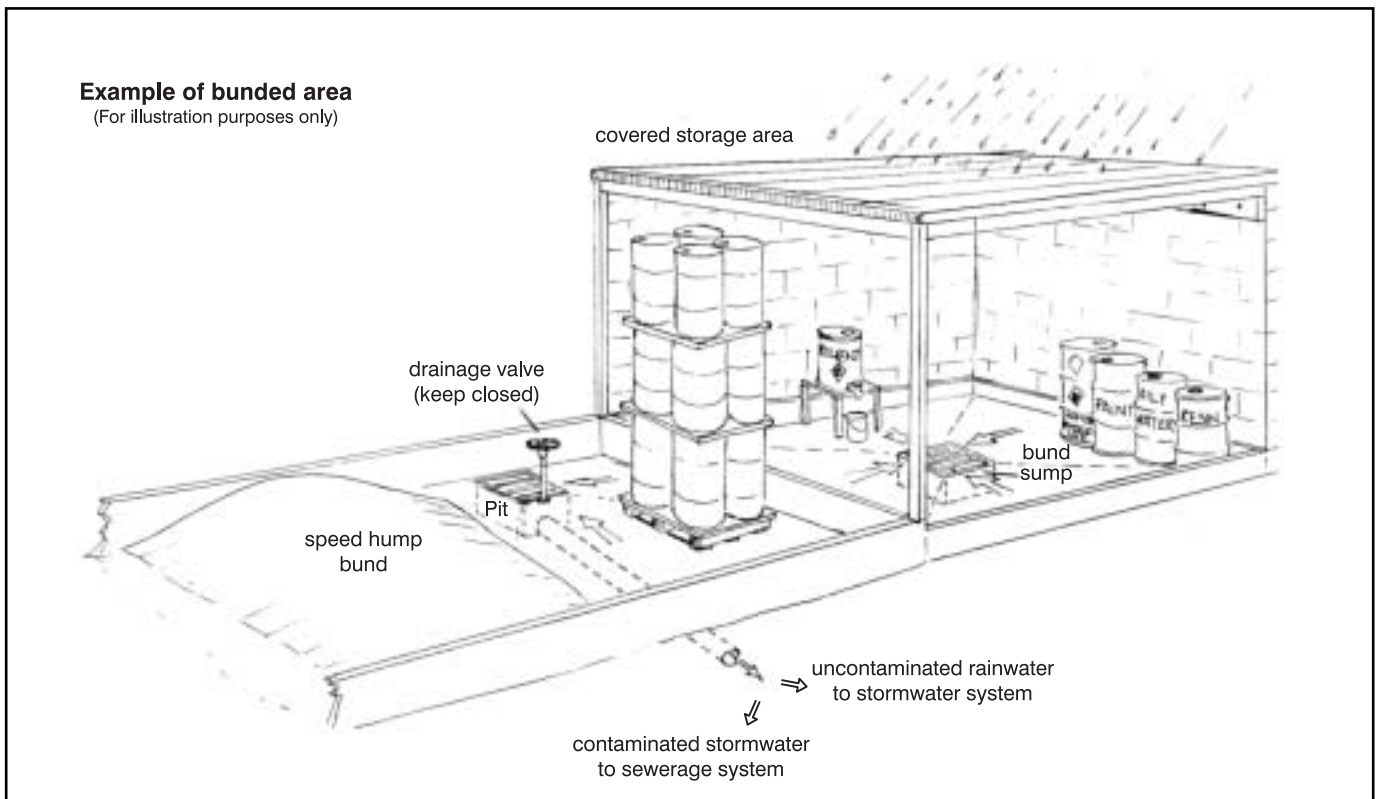 Example of bunded area
(For illustration purposes only)
covered storage area
drainage valve
(keep closed)
Pit
speed hump
bund
bund
sump
PAINT
WATER
RESIN
uncontaminated rainwater
to stormwater system
contaminated stormwater
to sewerage system